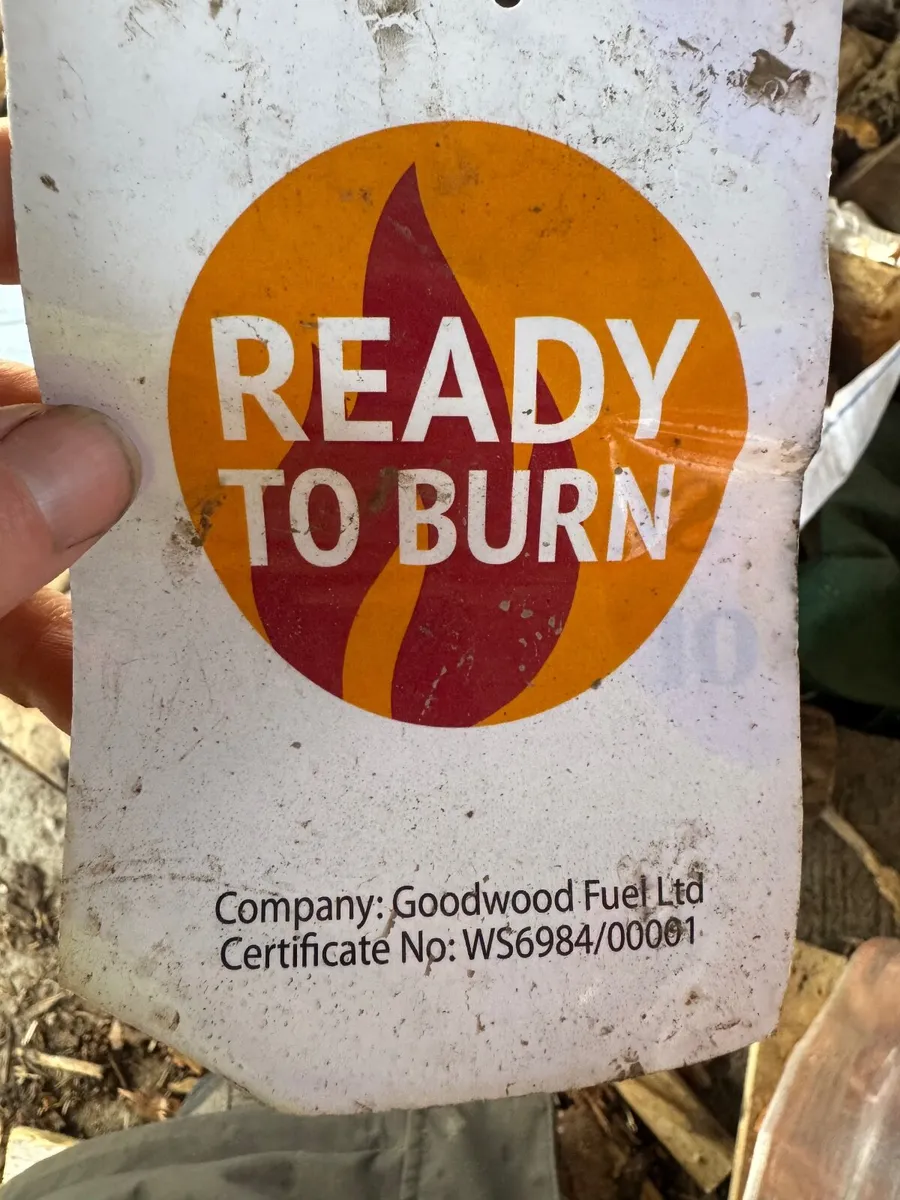 READY
TO BURN
Company: Goodwood Fuel Ltd
Certificate No: WS6984/00001